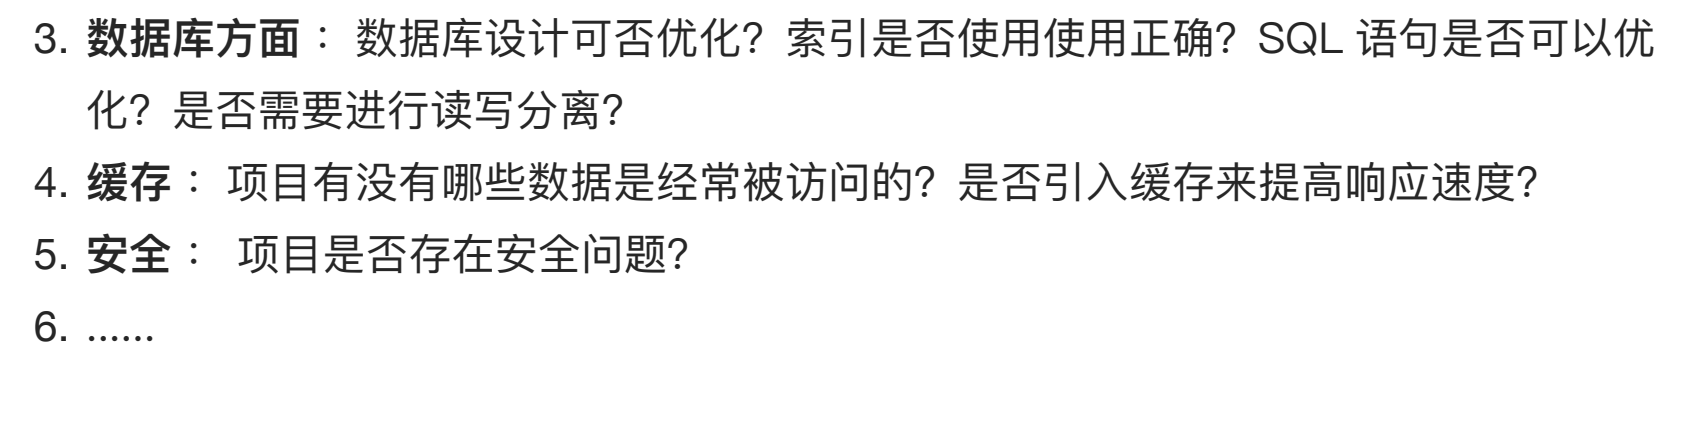 3. 数据库方面 ： 数据库设计可否优化？索引是否使用使用正确？SQL 语句是否可以优
化？是否需要进行读写分离？
4. 缓存 ： 项目有没有哪些数据是经常被访问的？是否引入缓存来提高响应速度？
5. 安全 ： 项目是否存在安全问题？
6. ......